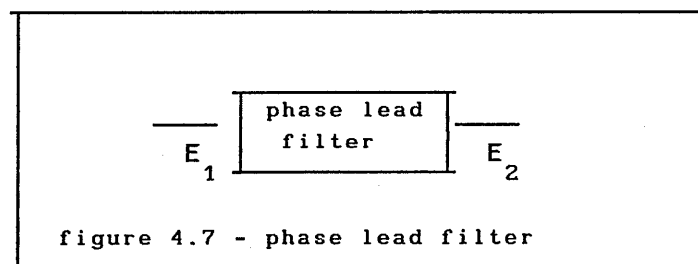 phase lead
filter
E1
E2
figure 4.7 - phase lead filter